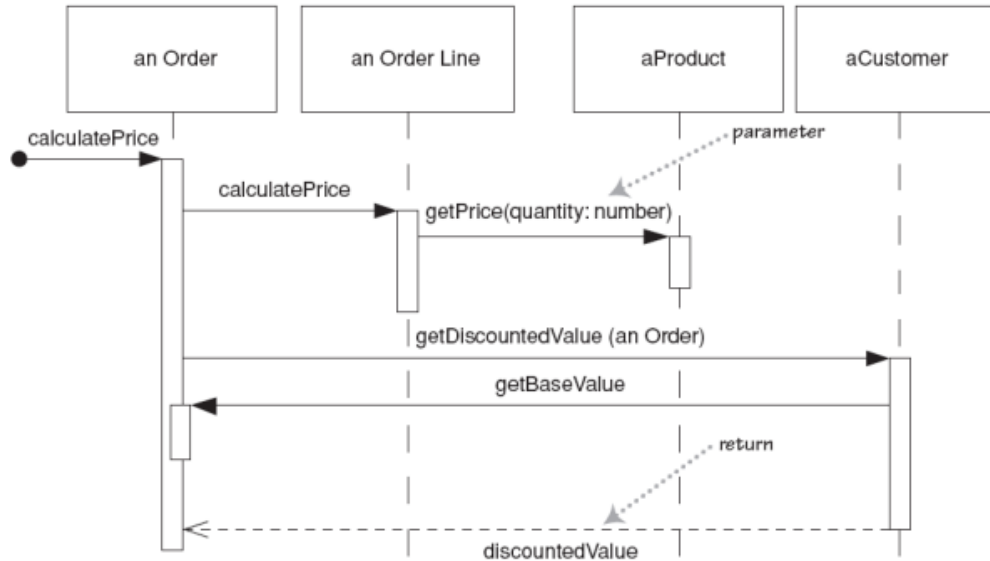 an Order
an Order Line
aProduct
aCustomer
calculatePrice
parameter
calculatePrice
getPrice(quantity: number)
getDiscountedValue (an Order)
getBaseValue
return
discountedValue